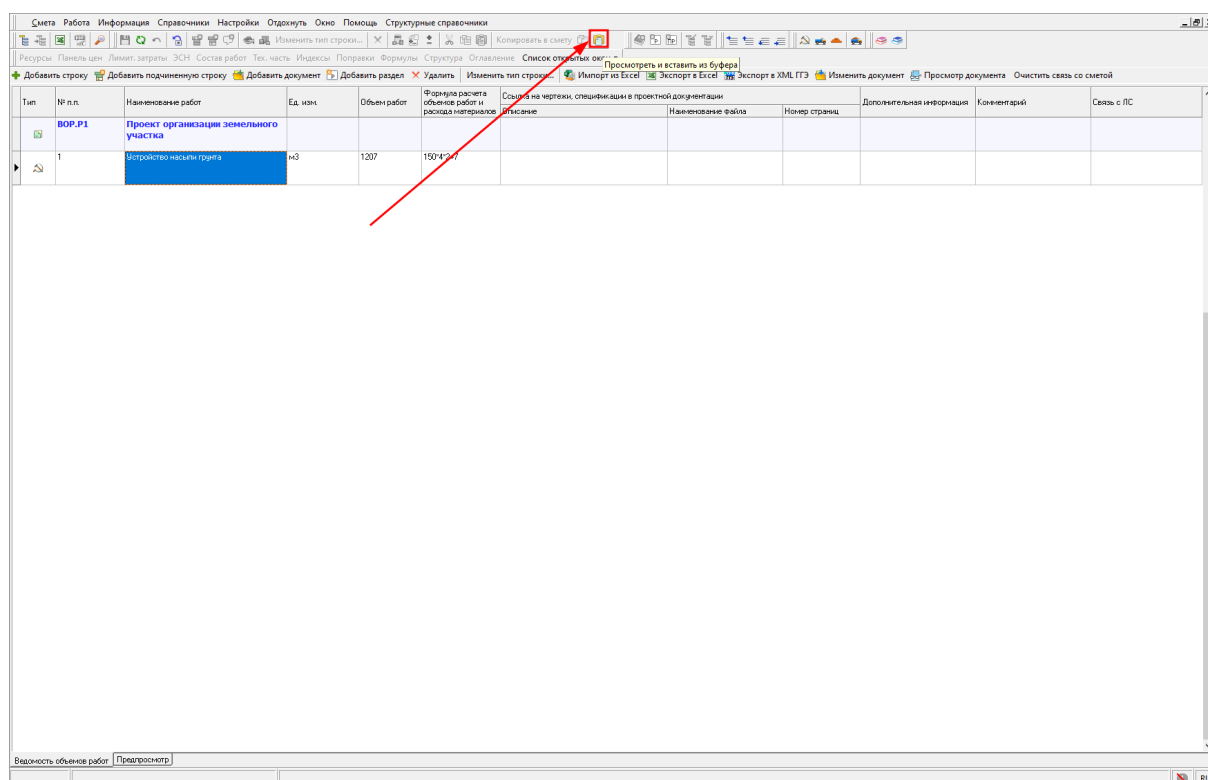 Смета Работа Информация Справочники Настройки Отдохнуть Окно Помощь Структурные справочники
Изменить тип строки... Копировать в смету
Ресурсы Панель цен Лимит. затраты ЭСН Состав работ Тех. часть Индексы Поправки Формулы Структура Оглавление Список открытых окон
Просмотреть и вставить из буфера
Добавить строку Добавить подчиненную строку Добавить документ Добавить раздел Удалить Изменить тип строки... Импорт из Excel Экспорт в Excel Экспорт в XML ГГЭ Изменить документ Просмотр документа Очистить связь со сметой
Тип № п.п. Наименование работ Ед. изм. Объем работ Формула расчета объемов работ и расхода материалов Ссылка на чертежи, спецификации в проектной документации Дополнительная информация Комментарий Связь с ЛС
Описание Наименование файла Номер страниц
ВОР.Р1 Проект организации земельного
участка
1 Устройство насыпи грунта м3 1207 150*4*2+7
Ведомость объемов работ Предпросмотр